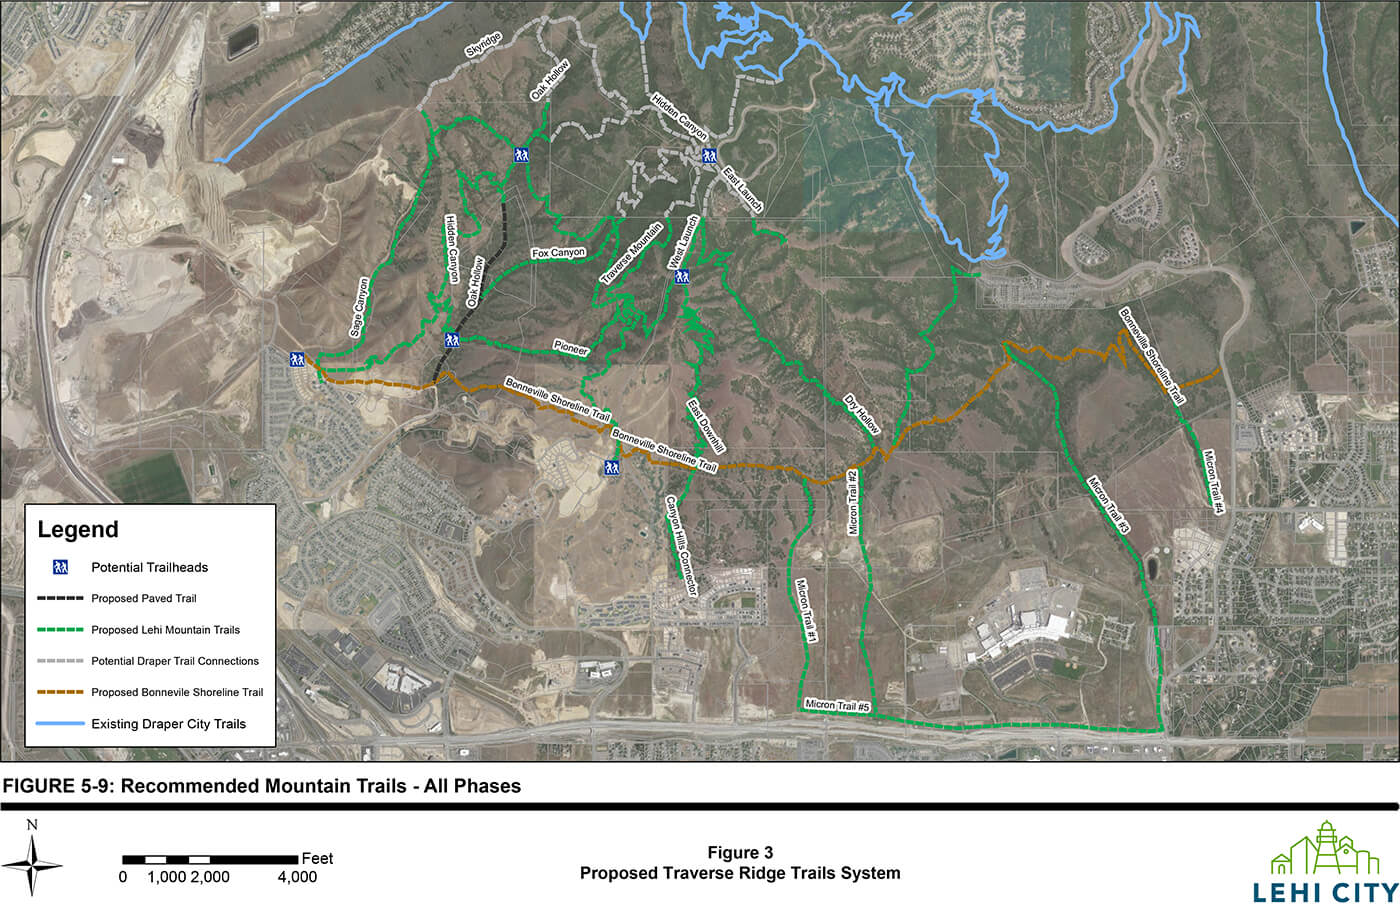 Skyridge
Oak Hollow
Hidden Canyon
East Launch
Hidden Canyon
Oak Hollow
Fox Canyon
Traverse Mountain
West Launch
Sage Canyon
Pioneer
Bonneville Shoreline Trail
Bonneville Shoreline Trail
East Downhill
Dry Hollow
Bonneville Shoreline Trail
Canyon Hills Connector
Micron Trail #2
Micron Trail #3
Micron Trail #4
Micron Trail #1
Micron Trail #5
Legend
Potential Trailheads
Proposed Paved Trail
Proposed Lehi Mountain Trails
Potential Draper Trail Connections
Proposed Bonnevile Shoreline Trail
Existing Draper City Trails
FIGURE 5-9: Recommended Mountain Trails - All Phases
N
Feet
0 1,000 2,000 4,000
Figure 3
Proposed Traverse Ridge Trails System
LEHI CITY